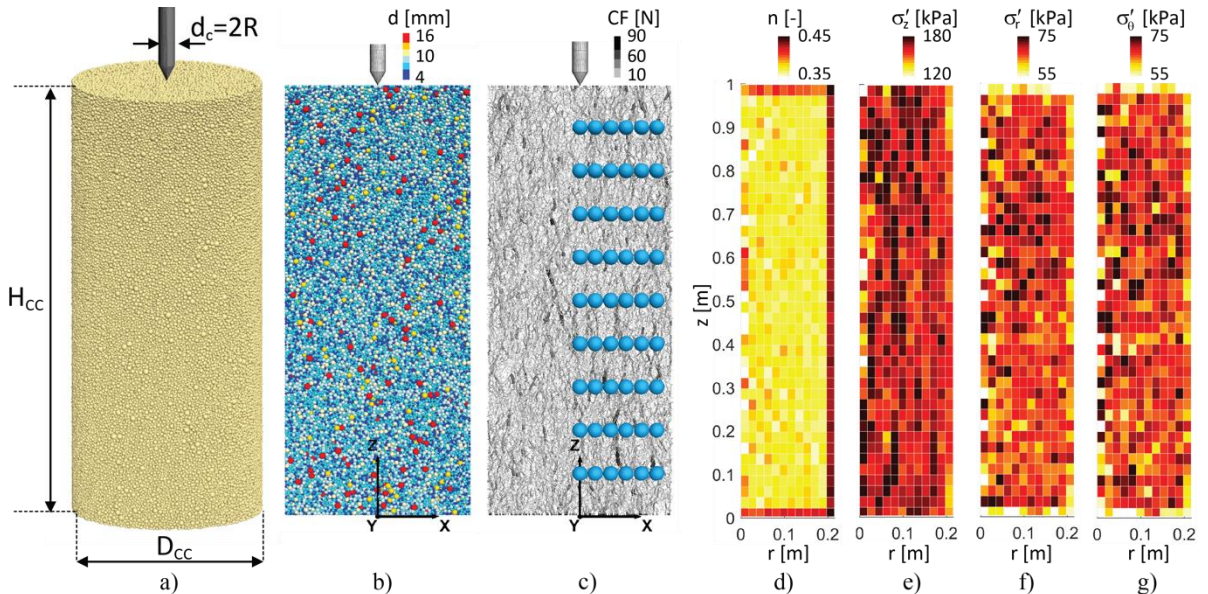 d_c=2R
H_CC
D_CC
a)
d [mm]
16
12
10
8
4
Z
Y
X
b)
CF [N]
90
60
10
Z
Y
X
c)
n [-]
0.45
0.35
1
0.9
0.8
0.7
0.6
0.5
0.4
0.3
0.2
0.1
0
z [m]
0 0.1 0.2
r [m]
d)
σ′_z [kPa]
180
120
0 0.1 0.2
r [m]
e)
σ′_r [kPa]
75
55
0 0.1 0.2
r [m]
f)
σ′_θ [kPa]
75
55
0 0.1 0.2
r [m]
g)